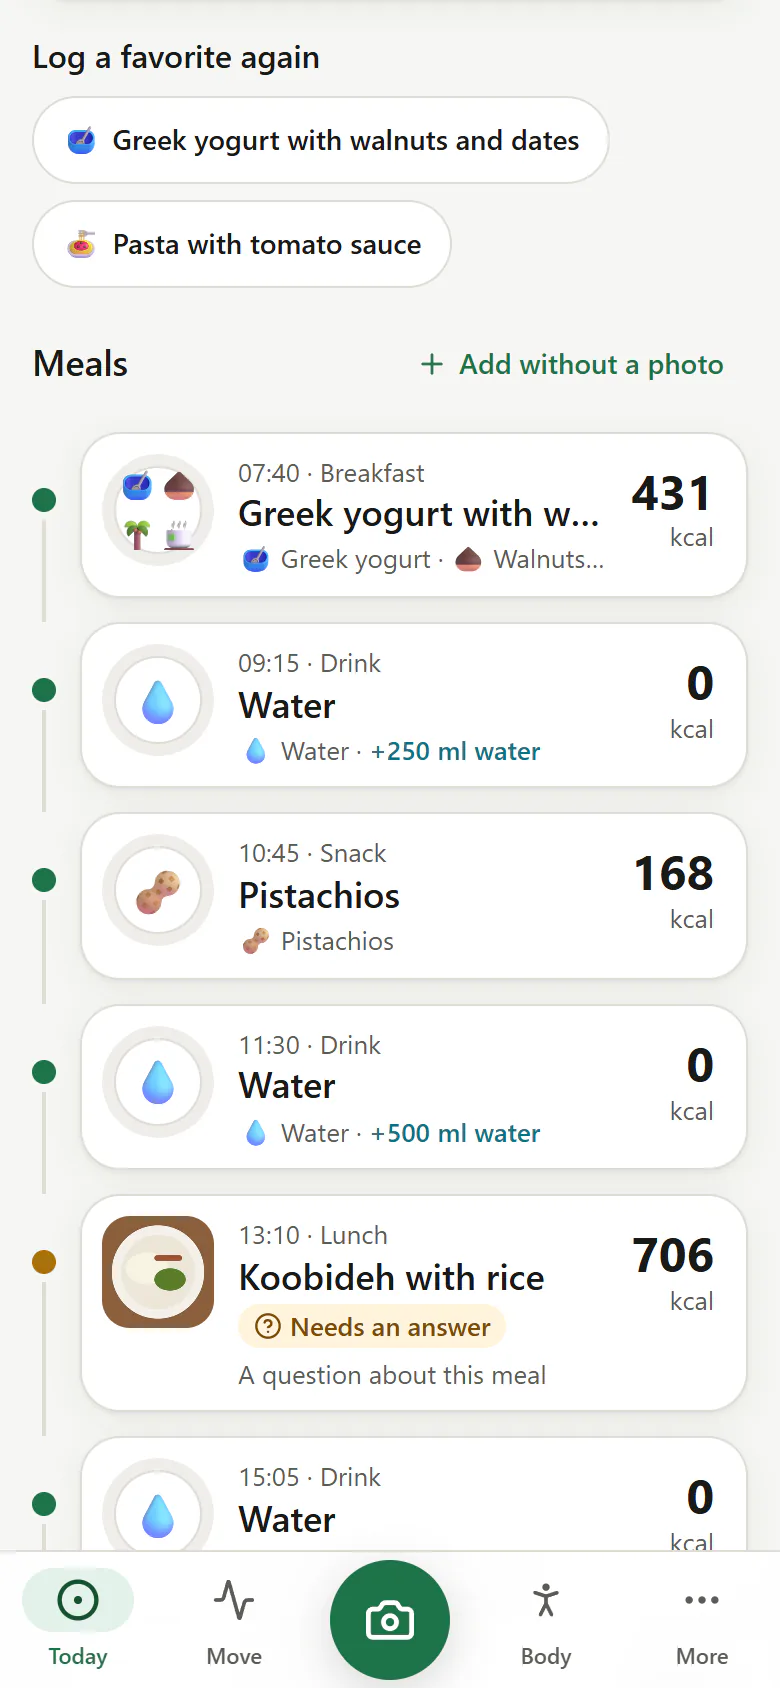 Log a favorite again
Greek yogurt with walnuts and dates
Pasta with tomato sauce
Meals
+ Add without a photo
07:40 · Breakfast
Greek yogurt with w...
431
kcal
Greek yogurt · Walnuts...
09:15 · Drink
Water
0
kcal
Water · +250 ml water
10:45 · Snack
Pistachios
168
kcal
Pistachios
11:30 · Drink
Water
0
kcal
Water · +500 ml water
13:10 · Lunch
Koobideh with rice
706
kcal
Needs an answer
A question about this meal
15:05 · Drink
Water
0
kcal
Today
Move
Body
More